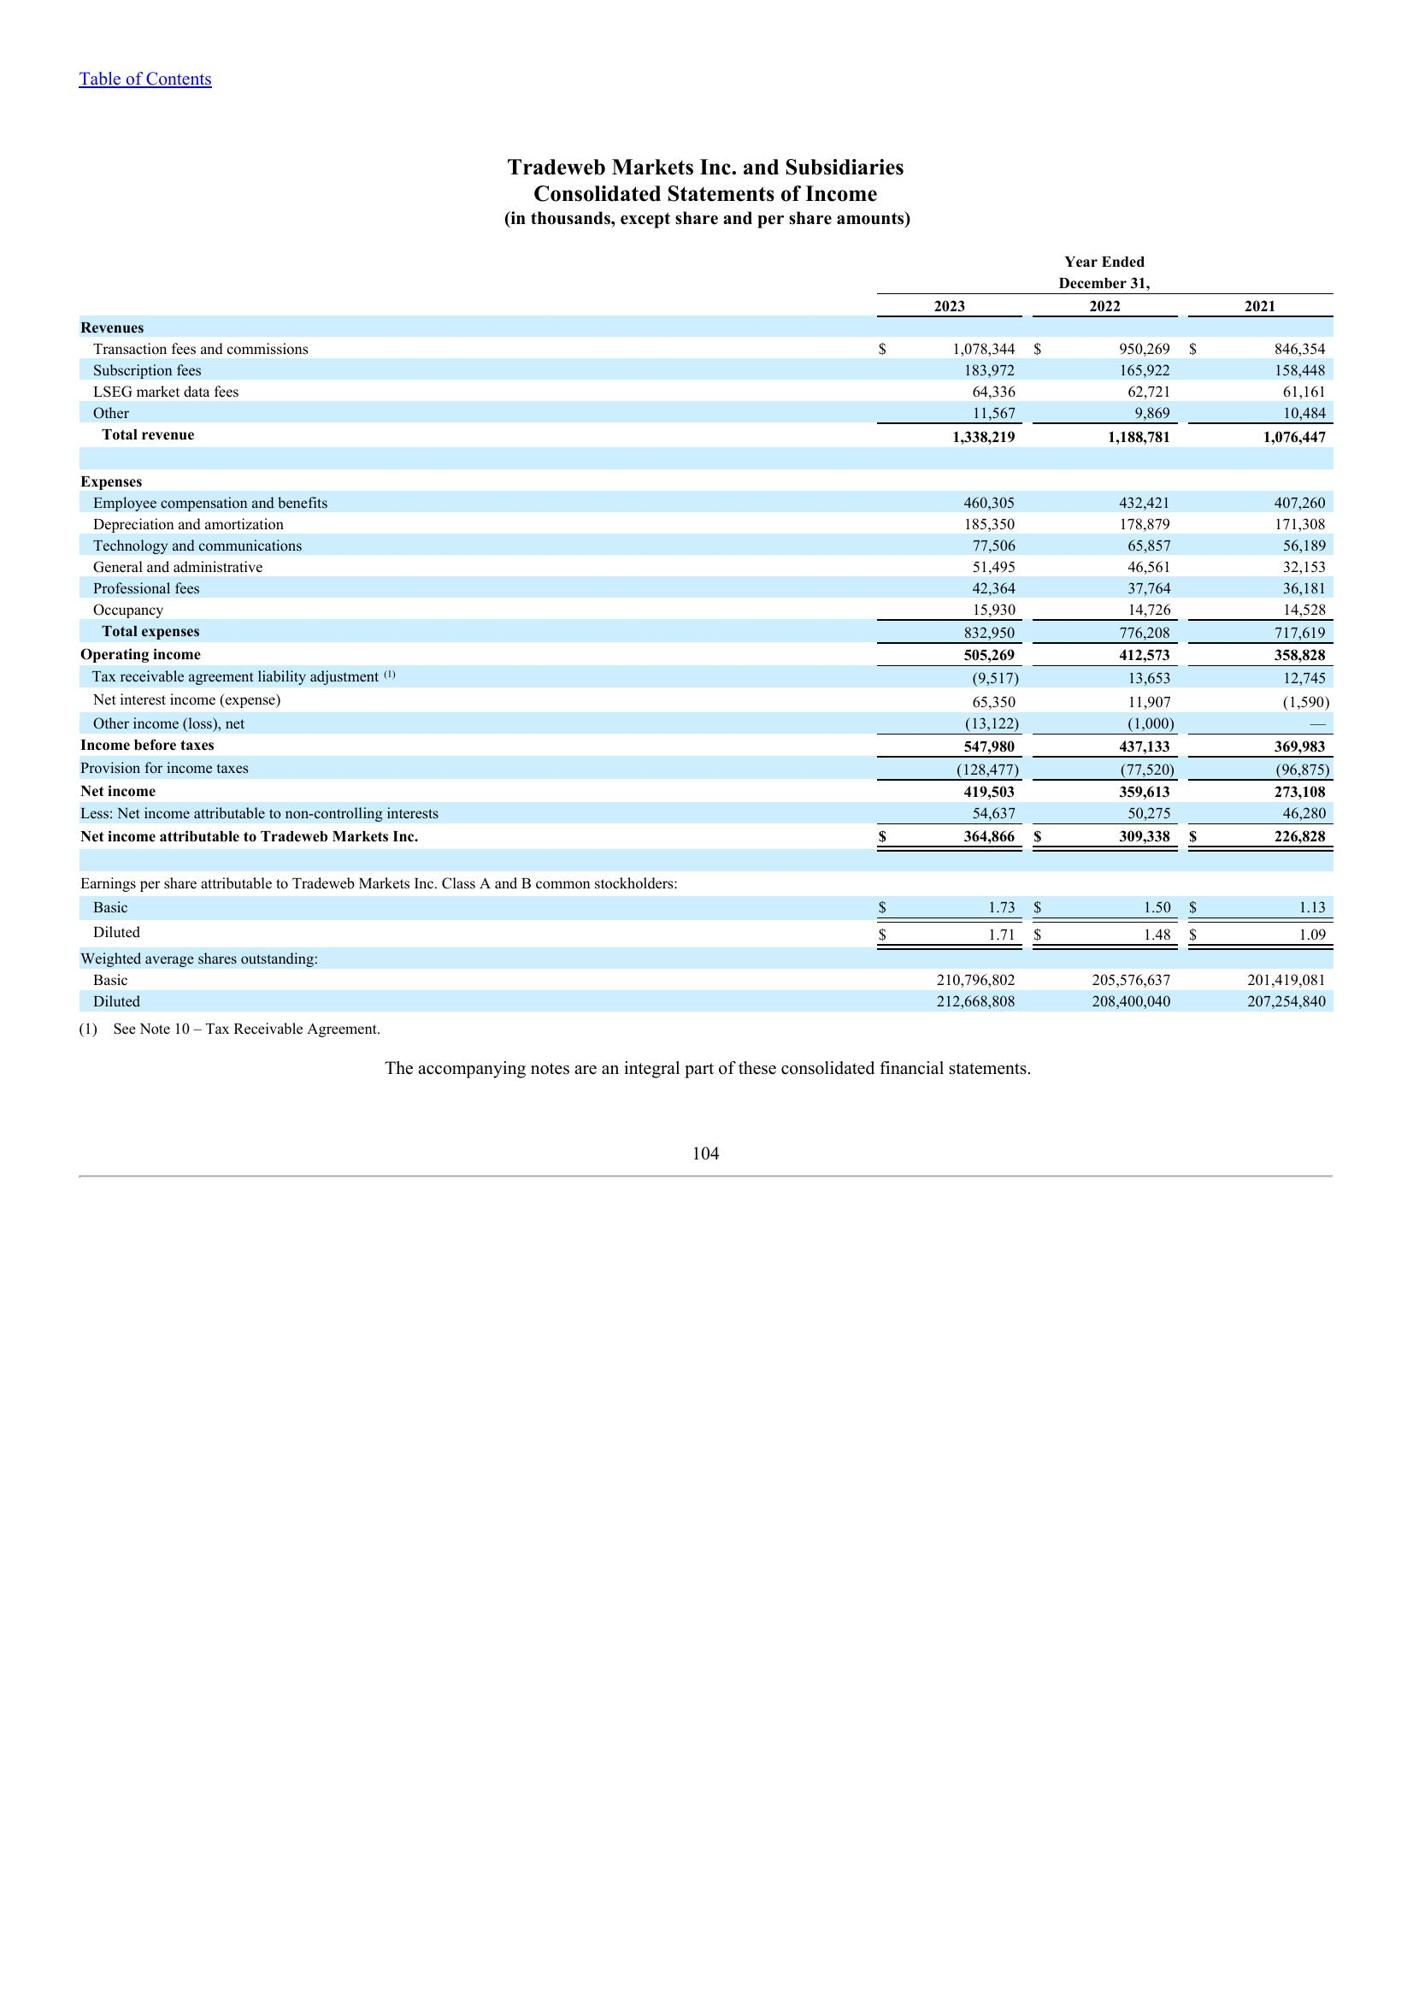 Table of Contents
Tradeweb Markets Inc. and Subsidiaries
Consolidated Statements of Income
(in thousands, except share and per share amounts)
Year Ended
December 31,
2023 2022 2021
Revenues
Transaction fees and commissions $ 1,078,344 $ 950,269 $ 846,354
Subscription fees 183,972 165,922 158,448
LSEG market data fees 64,336 62,721 61,161
Other 11,567 9,869 10,484
Total revenue 1,338,219 1,188,781 1,076,447
Expenses
Employee compensation and benefits 460,305 432,421 407,260
Depreciation and amortization 185,350 178,879 171,308
Technology and communications 77,506 65,857 56,189
General and administrative 51,495 46,561 32,153
Professional fees 42,364 37,764 36,181
Occupancy 15,930 14,726 14,528
Total expenses 832,950 776,208 717,619
Operating income 505,269 412,573 358,828
Tax receivable agreement liability adjustment (1) (9,517) 13,653 12,745
Net interest income (expense) 65,350 11,907 (1,590)
Other income (loss), net (13,122) (1,000) —
Income before taxes 547,980 437,133 369,983
Provision for income taxes (128,477) (77,520) (96,875)
Net income 419,503 359,613 273,108
Less: Net income attributable to non-controlling interests 54,637 50,275 46,280
Net income attributable to Tradeweb Markets Inc. $ 364,866 $ 309,338 $ 226,828
Earnings per share attributable to Tradeweb Markets Inc. Class A and B common stockholders:
Basic $ 1.73 $ 1.50 $ 1.13
Diluted $ 1.71 $ 1.48 $ 1.09
Weighted average shares outstanding:
Basic 210,796,802 205,576,637 201,419,081
Diluted 212,668,808 208,400,040 207,254,840
(1) See Note 10 – Tax Receivable Agreement.
The accompanying notes are an integral part of these consolidated financial statements.
104